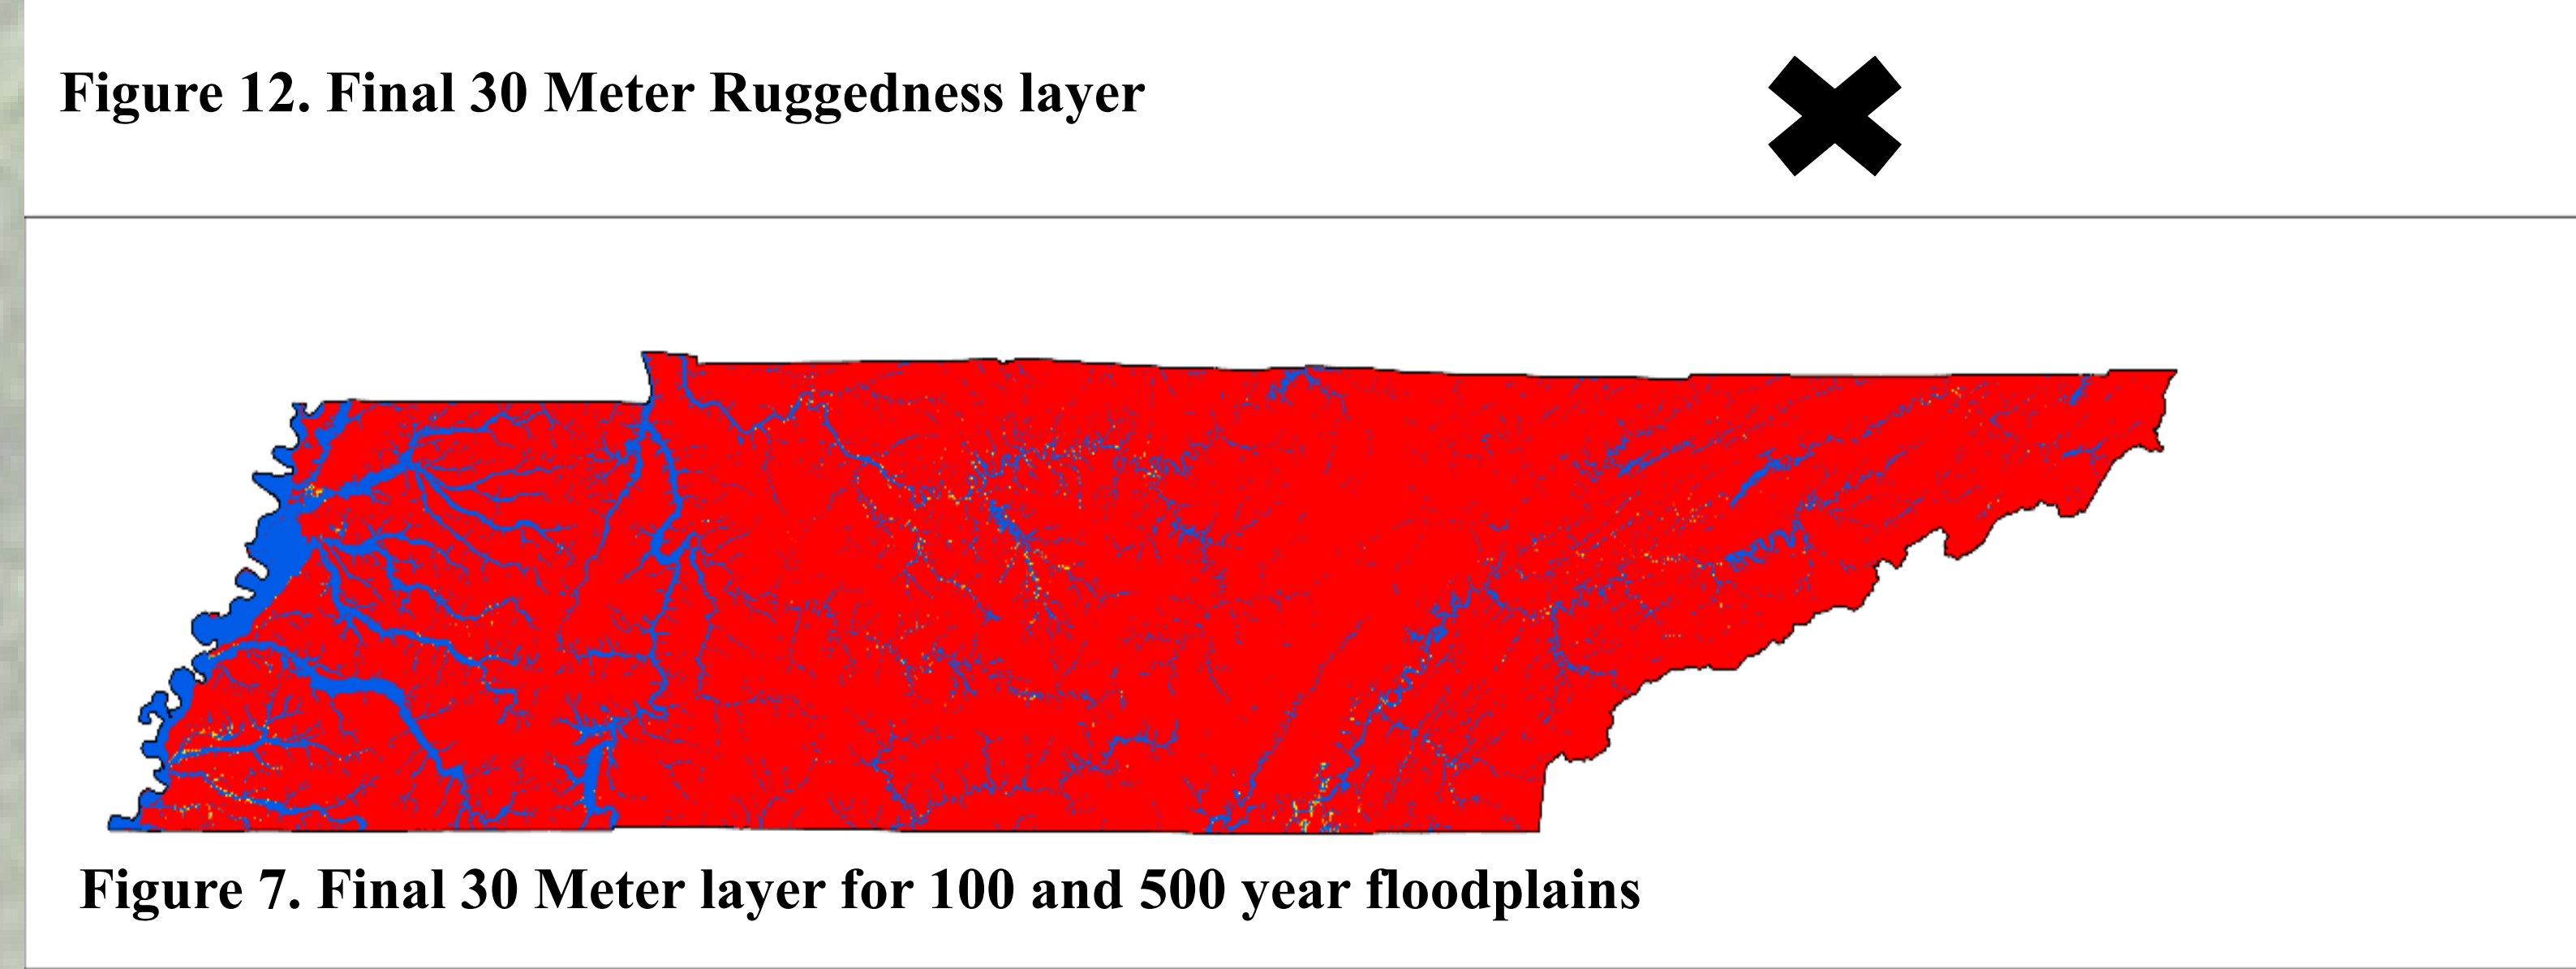 Figure 12. Final 30 Meter Ruggedness layer
Figure 7. Final 30 Meter layer for 100 and 500 year floodplains